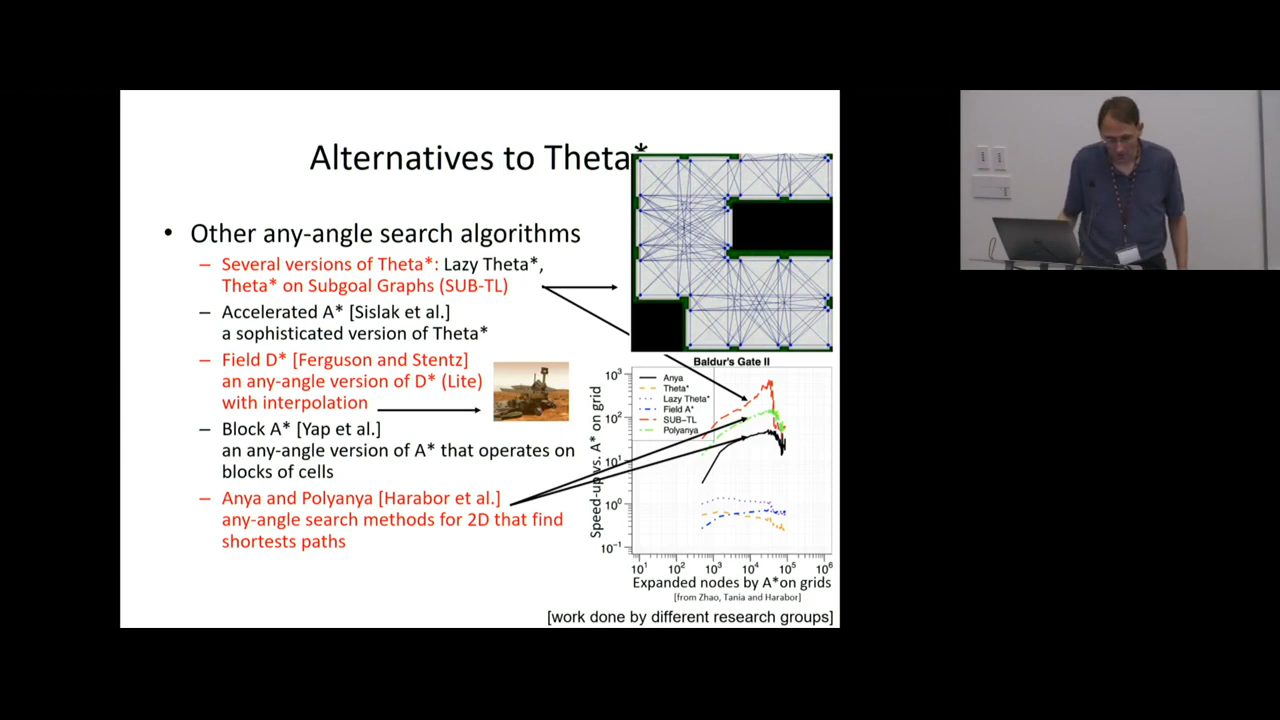 Alternatives to Theta*
• Other any-angle search algorithms
– Several versions of Theta*: Lazy Theta*,
Theta* on Subgoal Graphs (SUB-TL)
– Accelerated A* [Sislak et al.]
a sophisticated version of Theta*
– Field D* [Ferguson and Stentz]
an any-angle version of D* (Lite)
with interpolation
– Block A* [Yap et al.]
an any-angle version of A* that operates on
blocks of cells
– Anya and Polyanya [Harabor et al.]
any-angle search methods for 2D that find
shortests paths
Baldur's Gate II
Speed-up vs. A* on grid
10³
10²
10¹
10⁰
10⁻¹
Anya
Theta*
Lazy Theta*
Field A*
SUB-TL
Polyanya
10¹ 10² 10³ 10⁴ 10⁵ 10⁶
Expanded nodes by A*on grids
[from Zhao, Tania and Harabor]
[work done by different research groups]